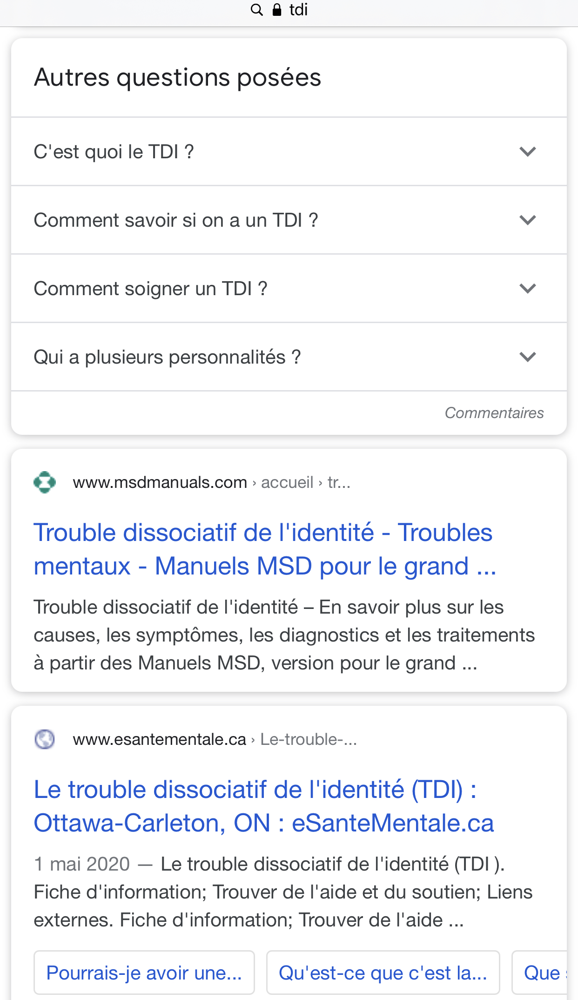 tdi
Autres questions posées
C'est quoi le TDI ?
Comment savoir si on a un TDI ?
Comment soigner un TDI ?
Qui a plusieurs personnalités ?
Commentaires
www.msdmanuals.com › accueil › tr...
Trouble dissociatif de l'identité - Troubles
mentaux - Manuels MSD pour le grand ...
Trouble dissociatif de l'identité – En savoir plus sur les
causes, les symptômes, les diagnostics et les traitements
à partir des Manuels MSD, version pour le grand ...
www.esantementale.ca › Le-trouble-...
Le trouble dissociatif de l'identité (TDI) :
Ottawa-Carleton, ON : eSanteMentale.ca
1 mai 2020 — Le trouble dissociatif de l'identité (TDI ).
Fiche d'information; Trouver de l'aide et du soutien; Liens
externes. Fiche d'information; Trouver de l'aide ...
Pourrais-je avoir une... Qu'est-ce que c'est la... Que